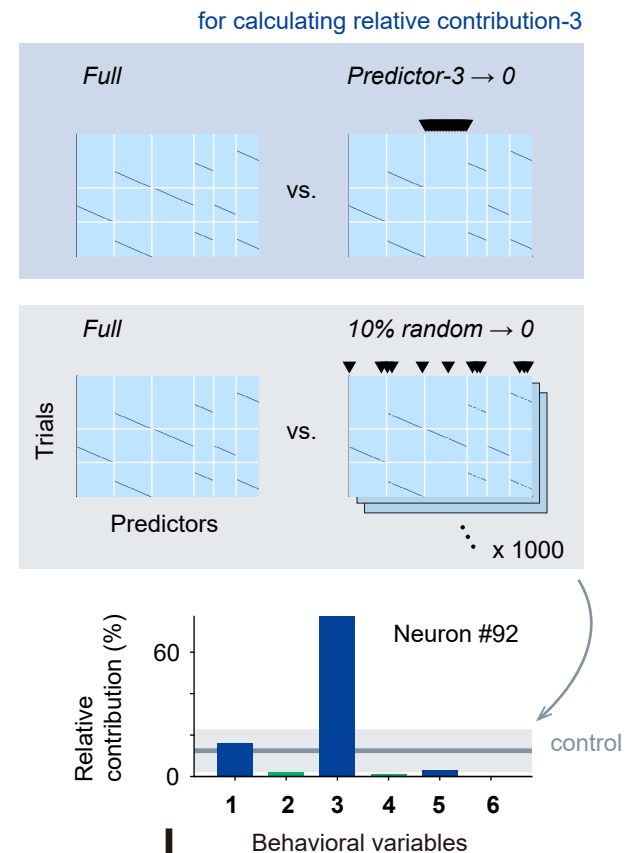 for calculating relative contribution-3
Full
Predictor-3 → 0
vs.
Full
10% random → 0
Trials
vs.
Predictors
x 1000
Relative
contribution (%)
Neuron #92
60
control
0
1 2 3 4 5 6
Behavioral variables